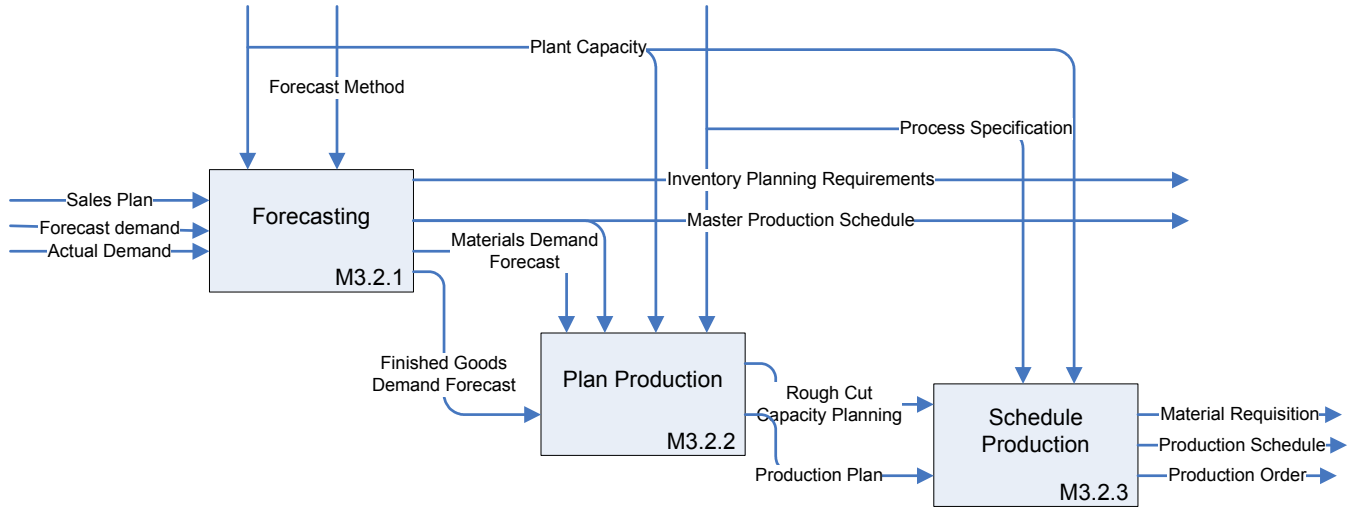 Plant Capacity
Forecast Method
Process Specification
Inventory Planning Requirements
Sales Plan
Forecasting
Master Production Schedule
Forecast demand
Actual Demand
Materials Demand
Forecast
M3.2.1
Finished Goods
Demand Forecast
Plan Production
Rough Cut
Capacity Planning
M3.2.2
Schedule
Production
Material Requisition
Production Schedule
Production Plan
Production Order
M3.2.3